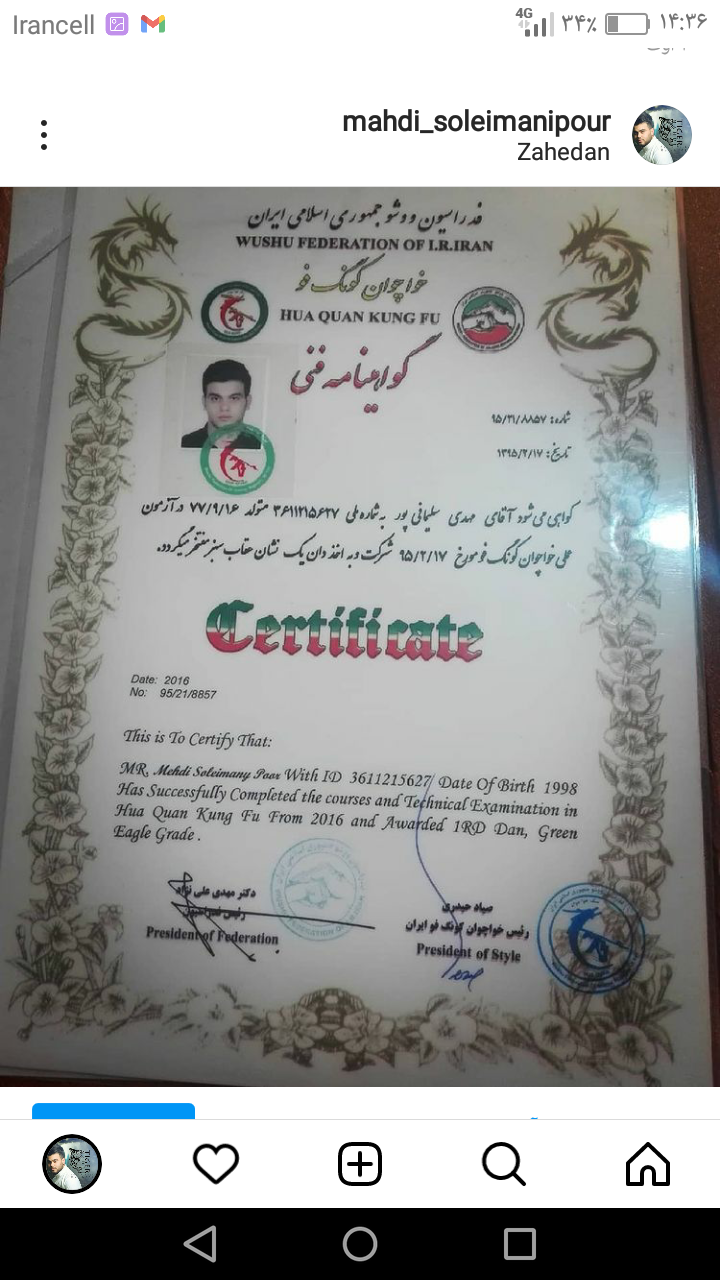 Irancell
4G ۳۴٪ ۱۴:۳۶
mahdi_soleimanipour
Zahedan
فدراسیون ووشو جمهوری اسلامی ایران
WUSHU FEDERATION OF I.R.IRAN
خواچوان کونگ فو
HUA QUAN KUNG FU
گواهینامه فنی
شماره: ۹۵/۲۱/۸۸۵۷
تاریخ: ۱۳۹۵/۲/۱۷
گواهی می شود آقای مهدی سلیمانی پور به شماره ملی ۳۶۱۱۲۱۵۶۲۷ متولد ۷۷/۹/۱۶ در آزمون
عملی خواچوان کونگ فو مورخ ۹۵/۲/۱۷ شرکت و به اخذ دان یک نشان عقاب سبز مفتخر میگردد.
Certificate
Date: 2016
No: 95/21/8857
This is To Certify That:
MR. Mehdi Soleimany Poor With ID 3611215627 Date Of Birth 1998
Has Successfully Completed the courses and Technical Examination in
Hua Quan Kung Fu From 2016 and Awarded 1RD Dan, Green
Eagle Grade .
دکتر مهدی علی نژاد
رئیس فدراسیون
President of Federation
صیاد حیدری
رئیس خواچوان کونگ فو ایران
President of Style